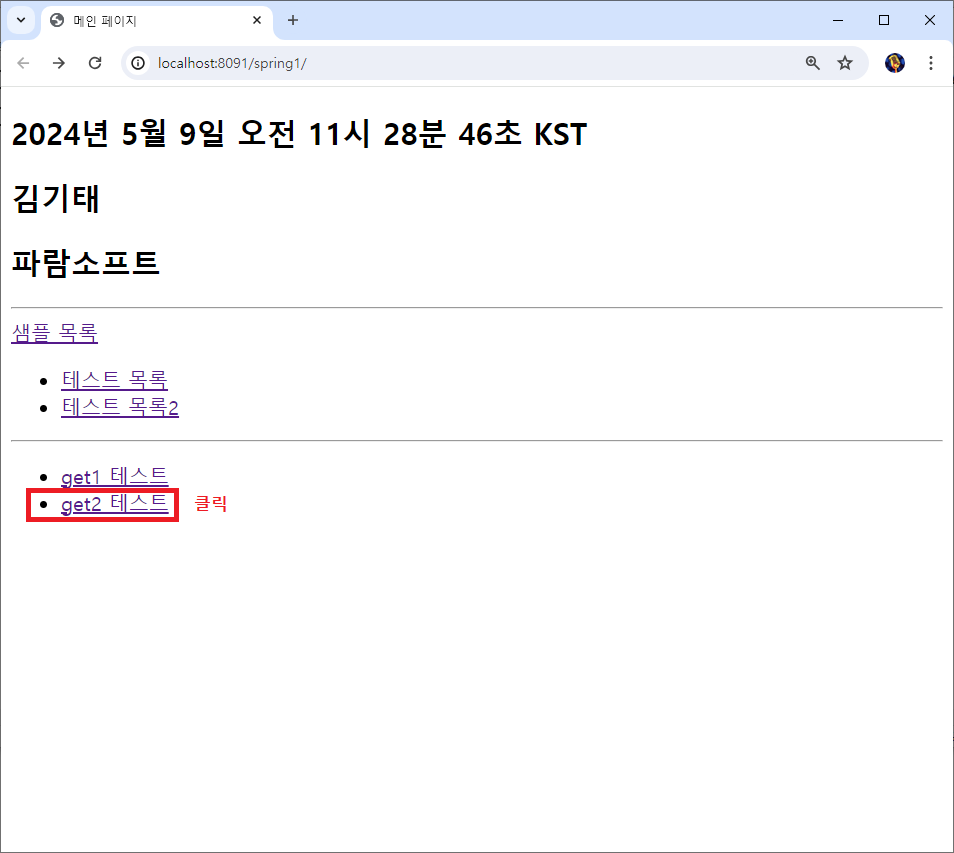 메인 페이지
localhost:8091/spring1/
2024년 5월 9일 오전 11시 28분 46초 KST
김기태
파람소프트
샘플 목록
테스트 목록
테스트 목록2
get1 테스트
get2 테스트 클릭